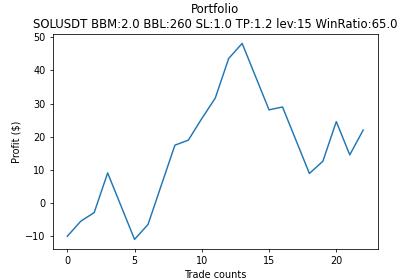 Portfolio
SOLUSDT BBM:2.0 BBL:260 SL:1.0 TP:1.2 lev:15 WinRatio:65.0
50
40
30
20
10
0
−10
Profit ($)
0 5 10 15 20
Trade counts